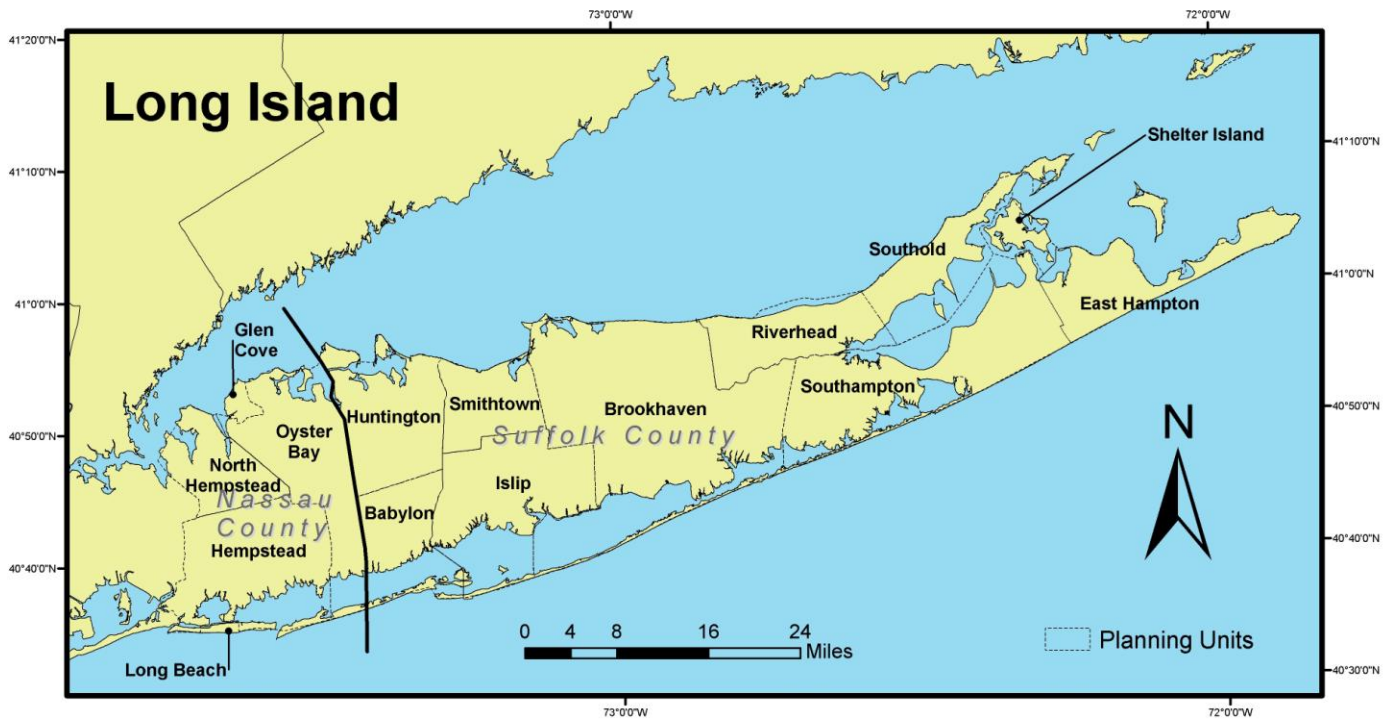 73°0'0"W
72°0'0"W
41°20'0"N
Long Island
Shelter Island
41°10'0"N
41°10'0"N
Southold
41°0'0"N
East Hampton
41°0'0"N
Glen
Cove
Riverhead
Southampton
Huntington
Smithtown
Brookhaven
40°50'0"N
Oyster
Bay
Suffolk County
40°50'0"N
N
North
Hempstead
Islip
Nassau
County
Babylon
Hempstead
40°40'0"N
40°40'0"N
0 4 8 16 24
Miles
Planning Units
Long Beach
40°30'0"N
73°0'0"W
72°0'0"W